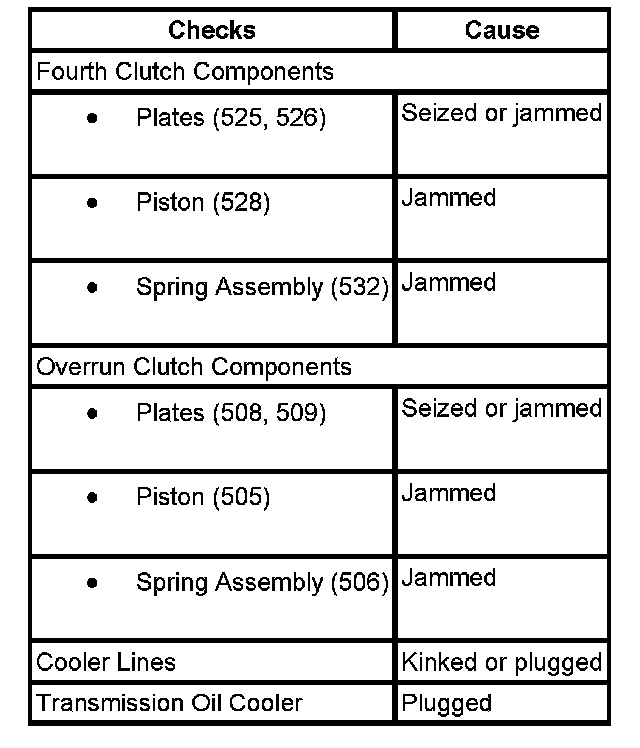 Checks Cause
Fourth Clutch Components
• Plates (525, 526) Seized or jammed
• Piston (528) Jammed
• Spring Assembly (532) Jammed
Overrun Clutch Components
• Plates (508, 509) Seized or jammed
• Piston (505) Jammed
• Spring Assembly (506) Jammed
Cooler Lines Kinked or plugged
Transmission Oil Cooler Plugged